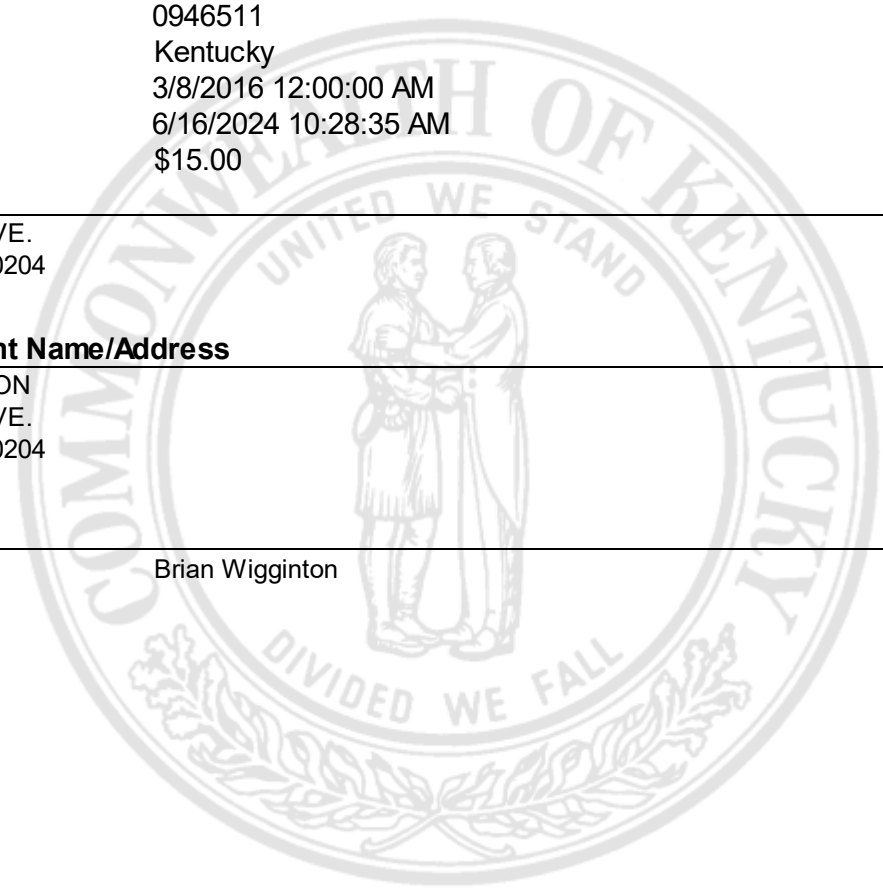 0946511
Kentucky
3/8/2016 12:00:00 AM
6/16/2024 10:28:35 AM
$15.00
VE.
0204
nt Name/Address
ON
VE.
0204
Brian Wigginton
COMMONWEALTH OF KENTUCKY
UNITED WE STAND
DIVIDED WE FALL